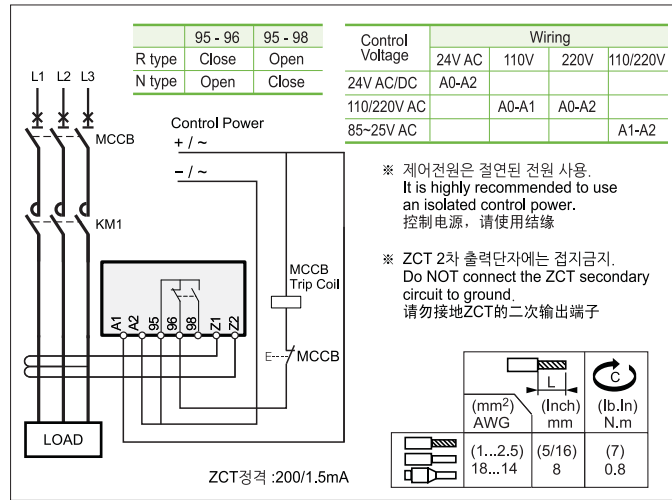 95 - 96 95 - 98
R type Close Open
N type Open Close
Control Voltage Wiring
24V AC 110V 220V 110/220V
24V AC/DC A0-A2
110/220V AC A0-A1 A0-A2
85~25V AC A1-A2
L1 L2 L3
MCCB
KM1
Control Power
+ / ~
− / ~
MCCB
Trip Coil
A1 A2 95 96 98 Z1 Z2
E MCCB
LOAD
ZCT정격 :200/1.5mA
※ 제어전원은 절연된 전원 사용.
It is highly recommended to use
an isolated control power.
控制电源，请使用结缘
※ ZCT 2차 출력단자에는 접지금지.
Do NOT connect the ZCT secondary
circuit to ground.
请勿接地ZCT的二次输出端子
L C
(mm²) (Inch) (lb.In)
AWG mm N.m
(1...2.5) (5/16) (7)
18...14 8 0.8